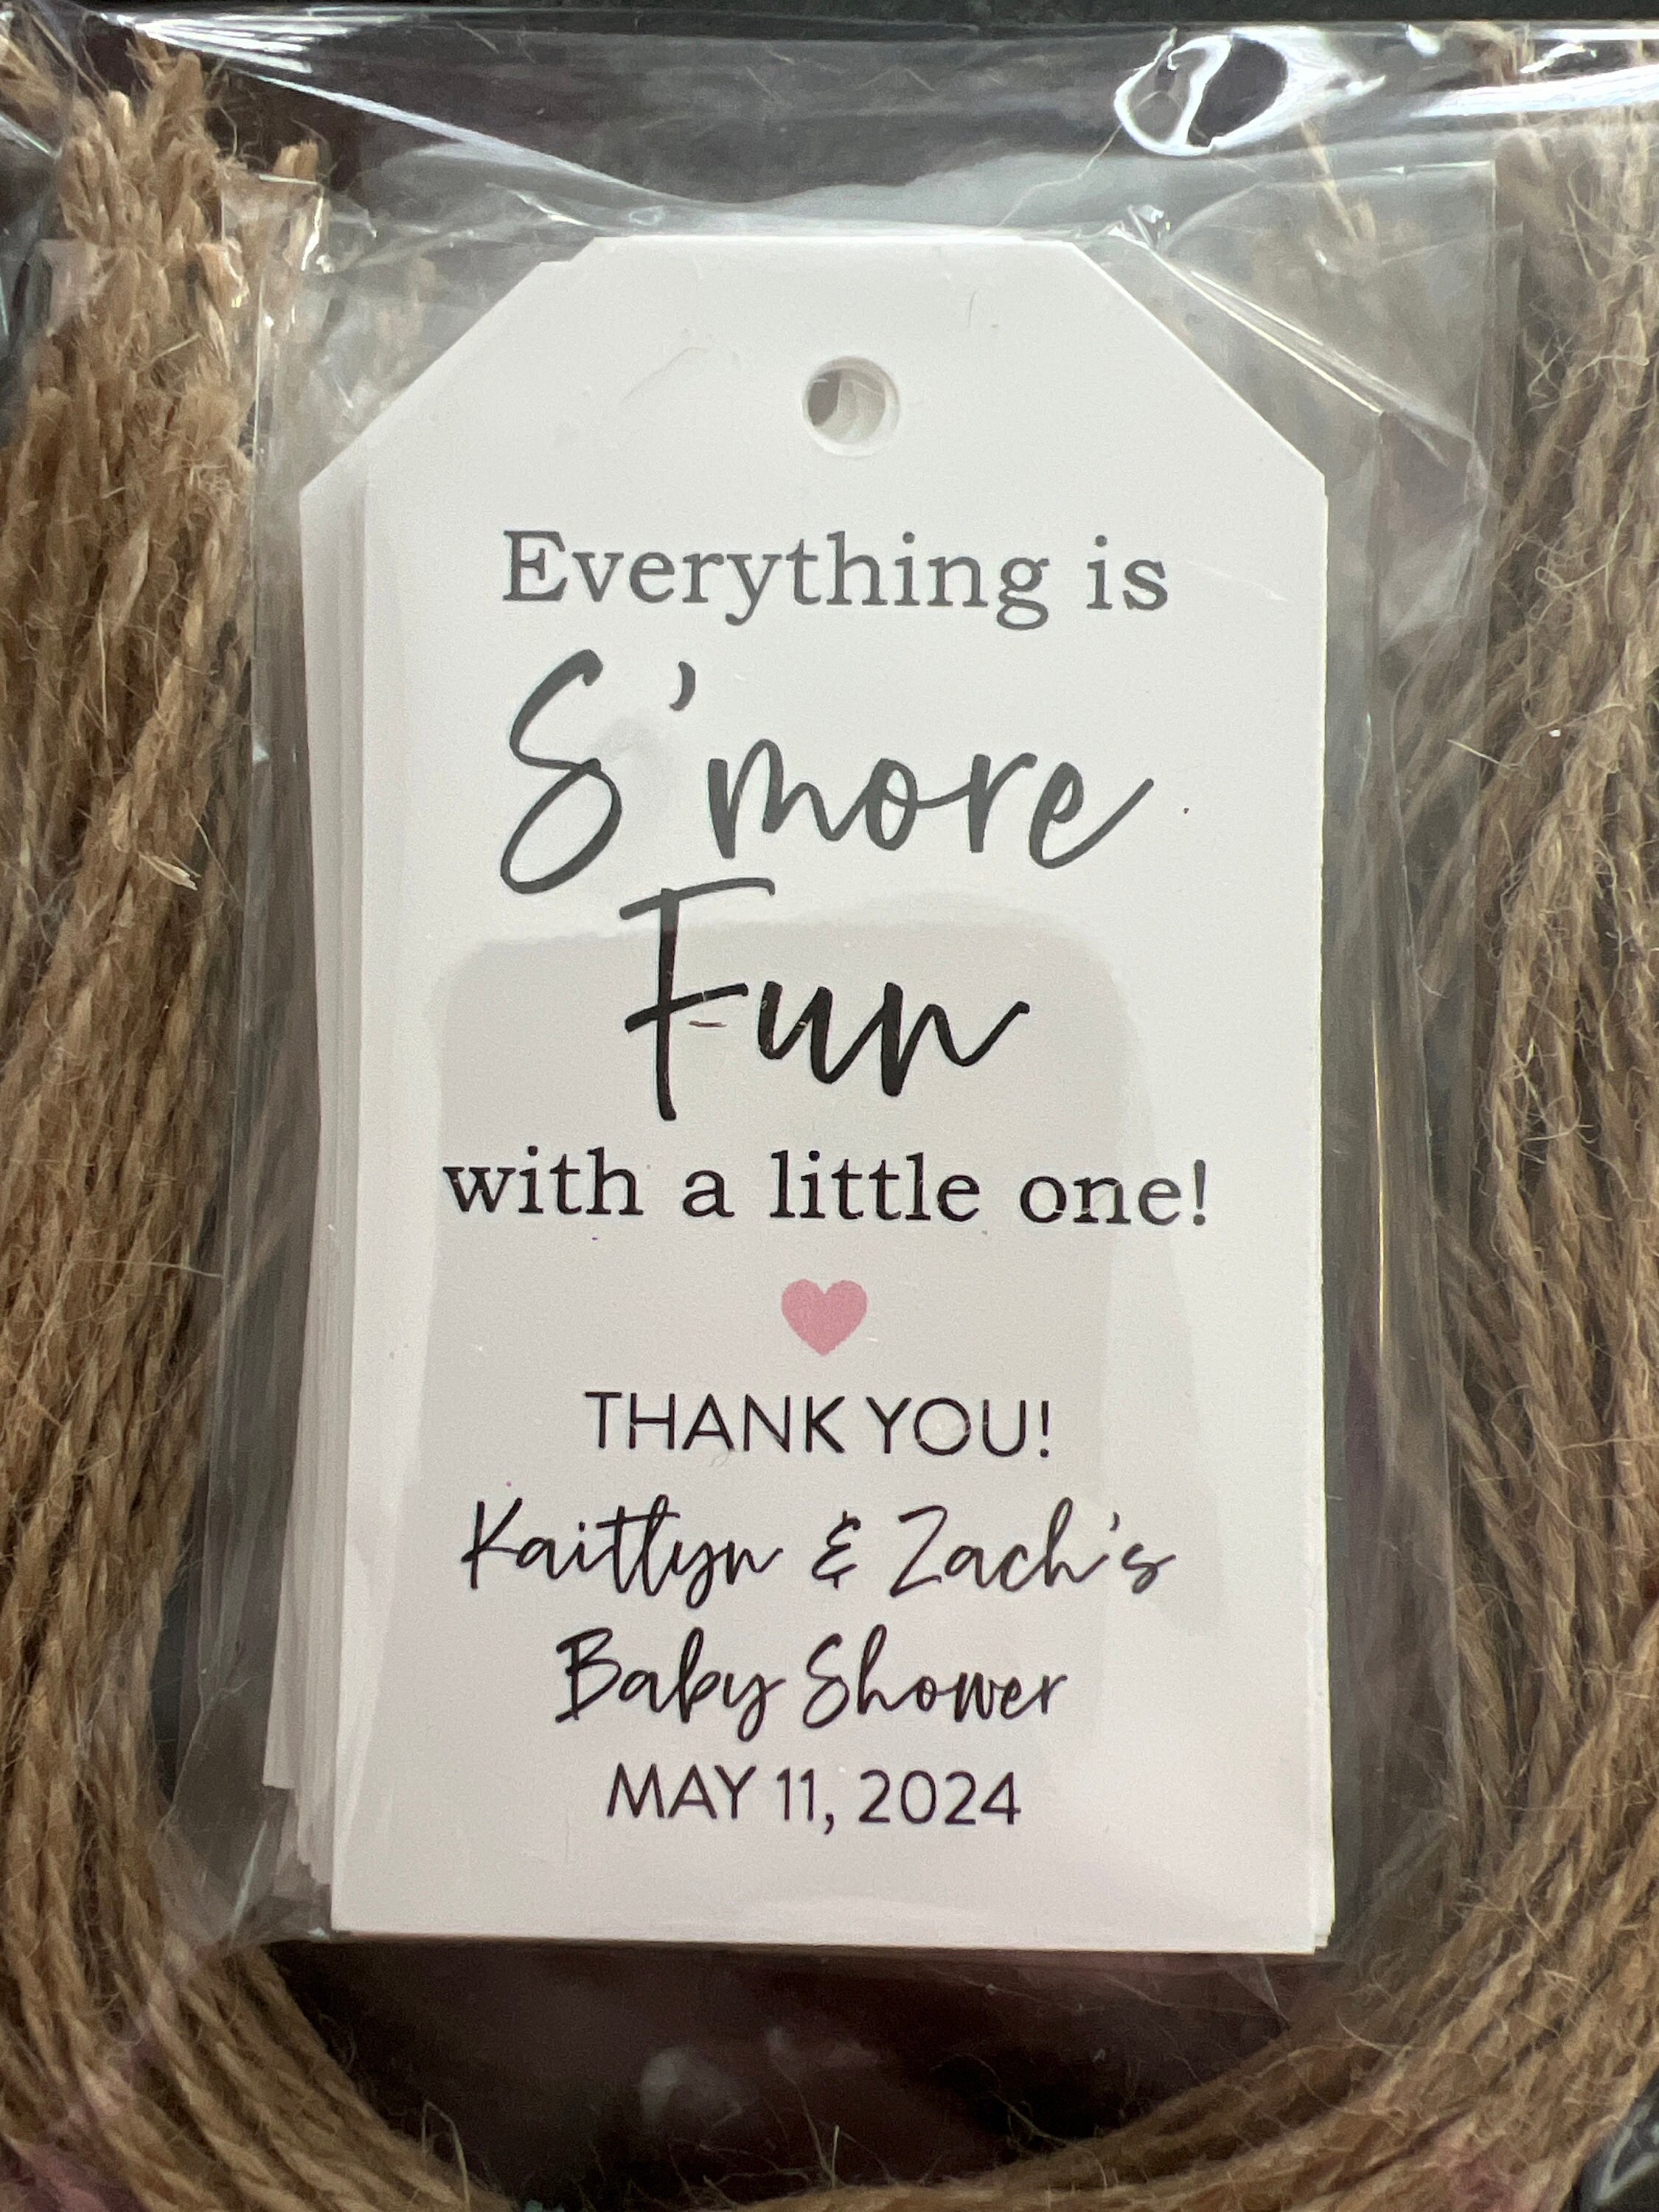 Everything is
S'more
Fun
with a little one!
THANK YOU!
Kaitlyn & Zach's
Baby Shower
MAY 11, 2024